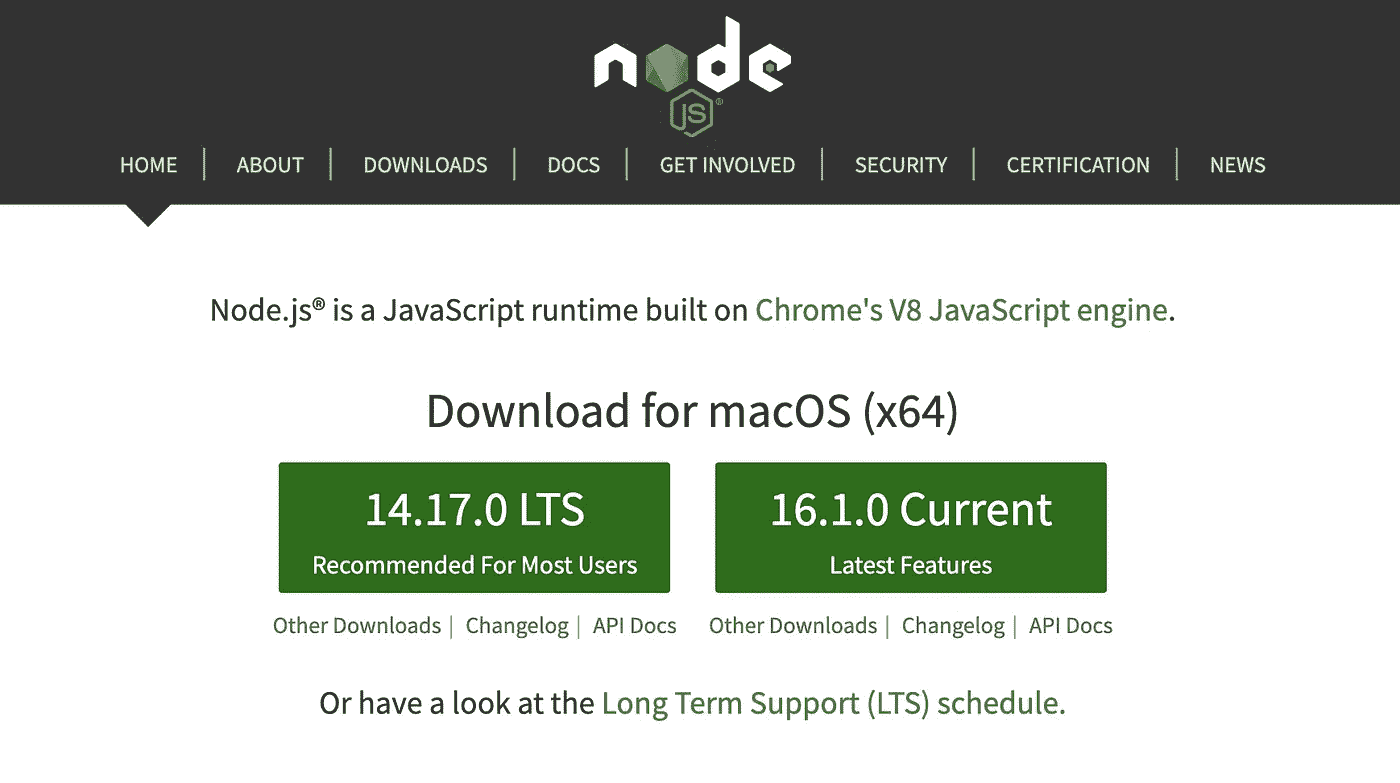 node
JS®
HOME | ABOUT | DOWNLOADS | DOCS | GET INVOLVED | SECURITY | CERTIFICATION | NEWS
Node.js® is a JavaScript runtime built on Chrome's V8 JavaScript engine.
Download for macOS (x64)
14.17.0 LTS 16.1.0 Current
Recommended For Most Users Latest Features
Other Downloads | Changelog | API Docs Other Downloads | Changelog | API Docs
Or have a look at the Long Term Support (LTS) schedule.